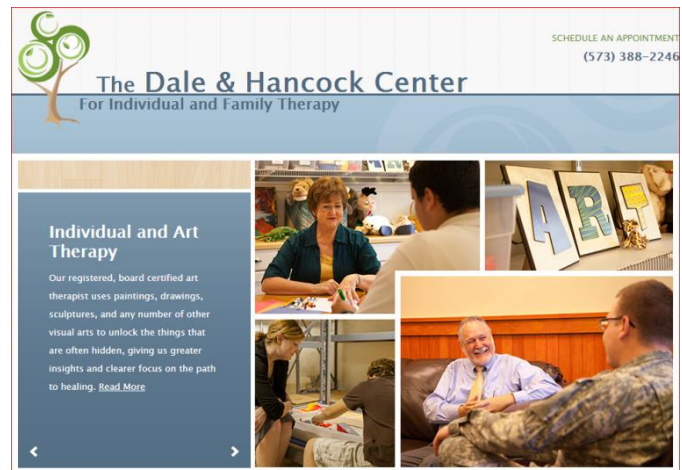 SCHEDULE AN APPOINTMENT
(573) 388-2246
The Dale & Hancock Center
For Individual and Family Therapy
Individual and Art
Therapy
Our registered, board certified art
therapist uses paintings, drawings,
sculptures, and any number of other
visual arts to unlock the things that
are often hidden, giving us greater
insights and clearer focus on the path
to healing. Read More
ART